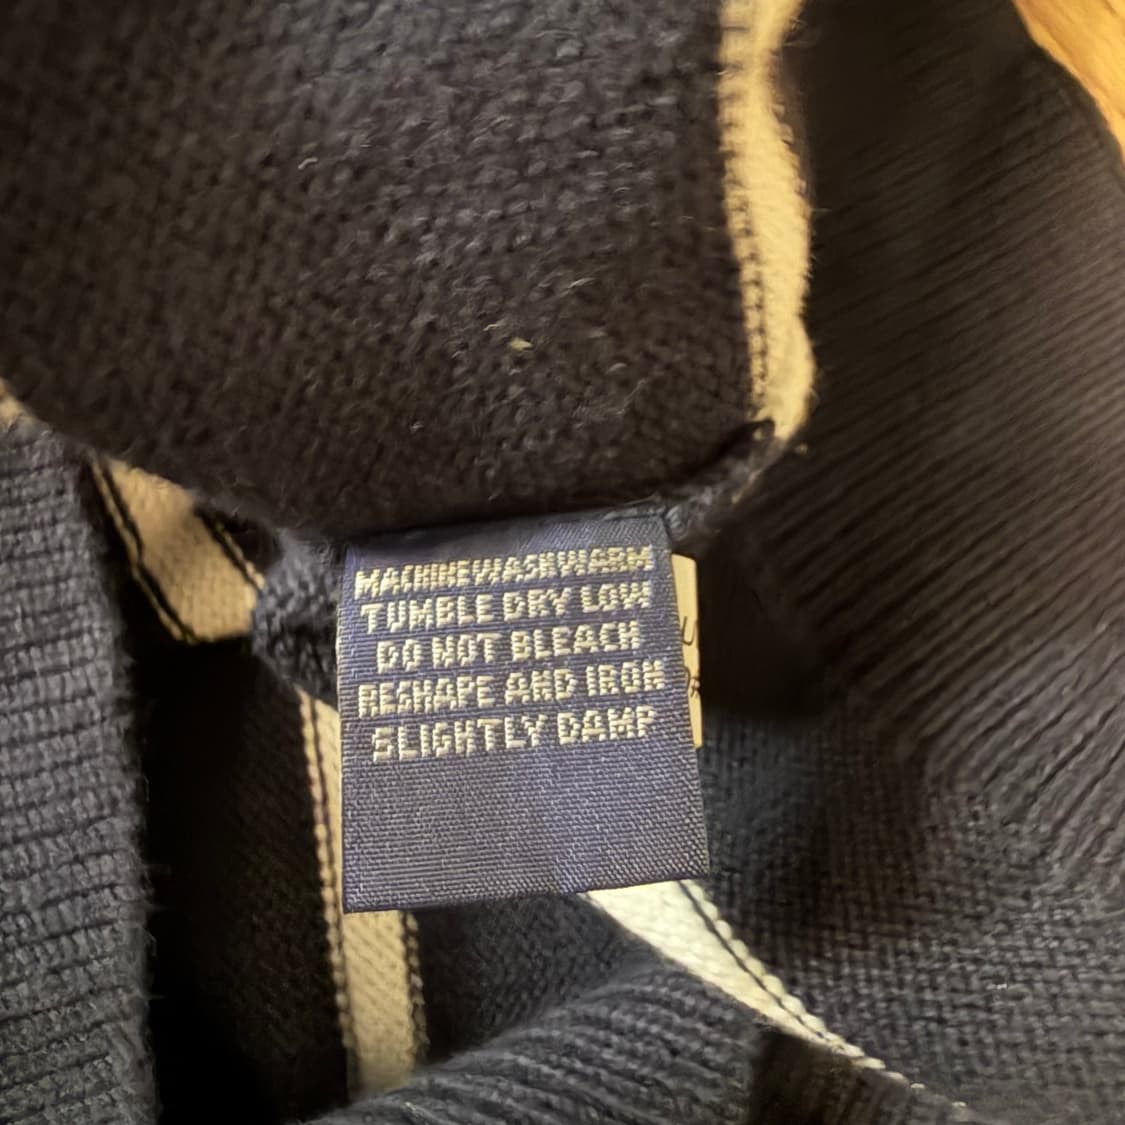 MACHINE WASH WARM
TUMBLE DRY LOW
DO NOT BLEACH
RESHAPE AND IRON
SLIGHTLY DAMP